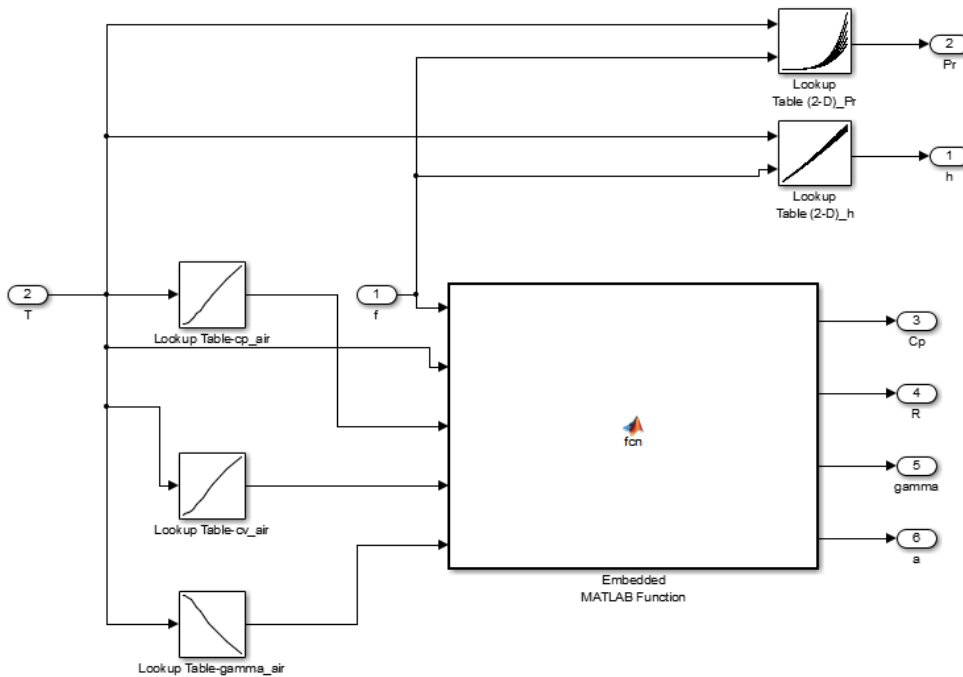 2
Pr
Lookup
Table (2-D)_Pr
1
h
Lookup
Table (2-D)_h
2
T
Lookup Table-cp_air
1
f
3
Cp
4
R
fcn
5
gamma
Lookup Table-cv_air
6
a
Embedded
MATLAB Function
Lookup Table-gamma_air